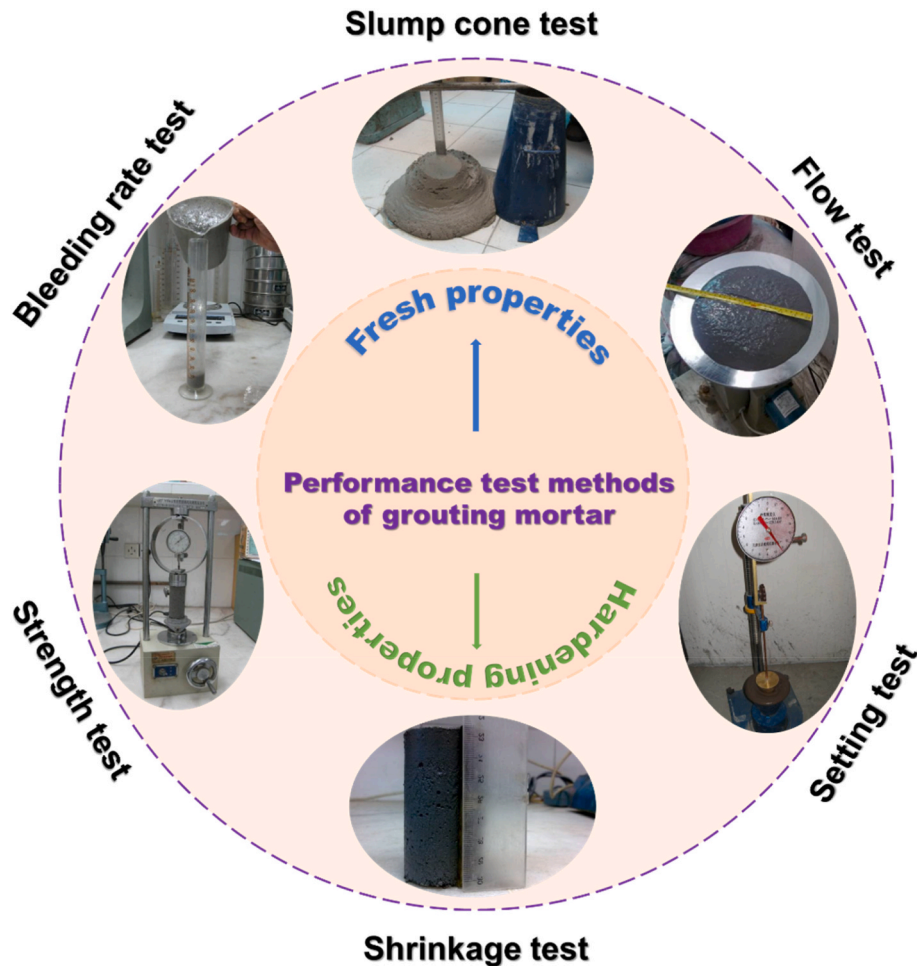 Slump cone test
Bleeding rate test
Flow test
Fresh properties
Performance test methods
of grouting mortar
Hardening properties
Strength test
Setting test
Shrinkage test